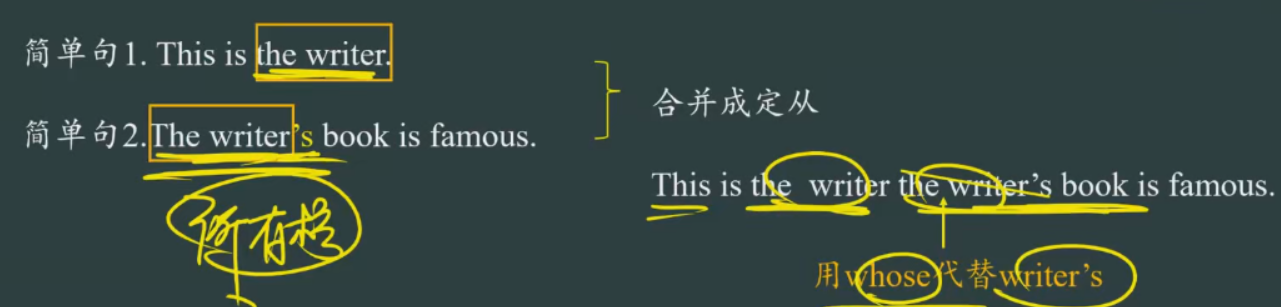 简单句1. This is the writer.
简单句2.The writer's book is famous.
所有格
合并成定从
This is the writer the writer's book is famous.
用whose代替writer's